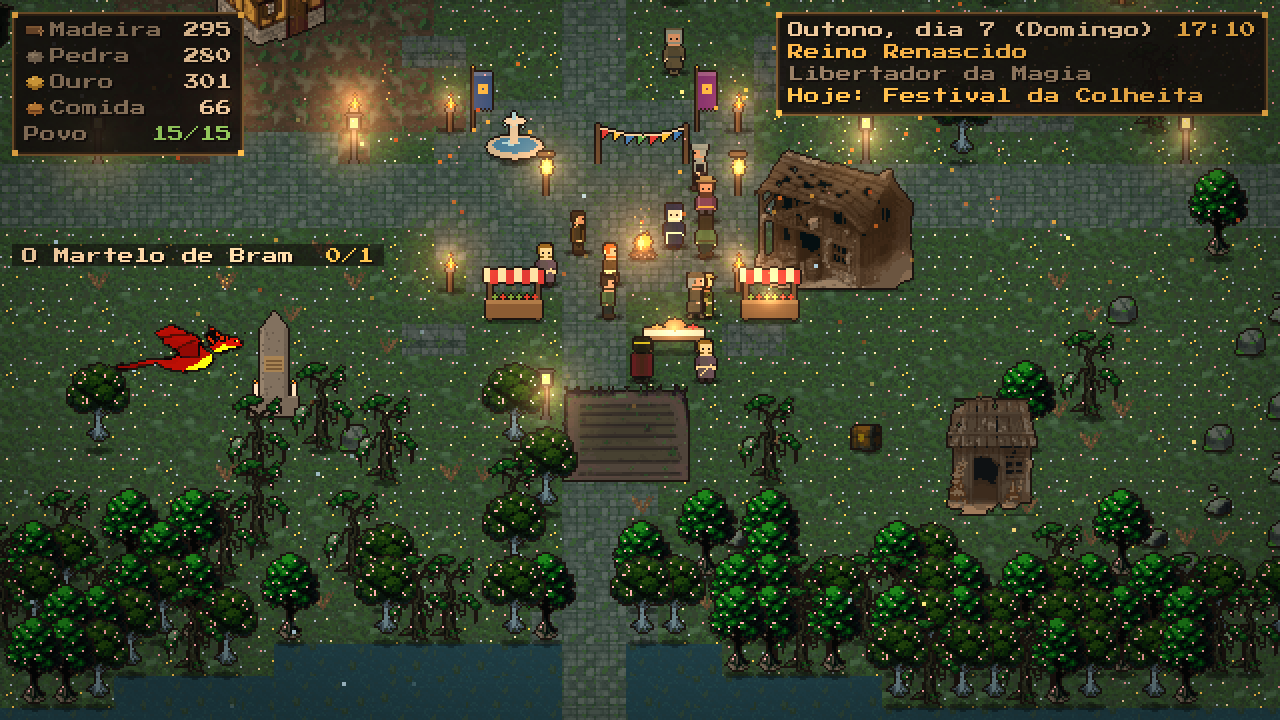 Madeira 295
Pedra 280
Ouro 301
Comida 66
Povo 15/15
Outono, dia 7 (Domingo) 17:10
Reino Renascido
Libertador da Magia
Hoje: Festival da Colheita
O Martelo de Bram 0/1